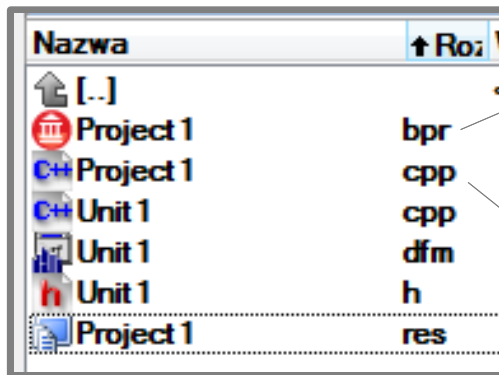 Nazwa Roz
[..]
Project1 bpr
C++ Project1 cpp
C++ Unit1 cpp
Unit1 dfm
h Unit1 h
Project1 res